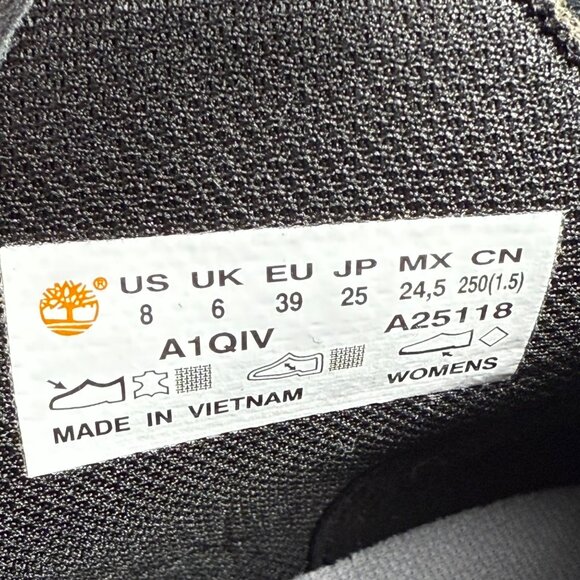 ® US UK EU JP MX CN
8 6 39 25 24,5 250(1.5)
A1QIV A25118
WOMENS
MADE IN VIETNAM